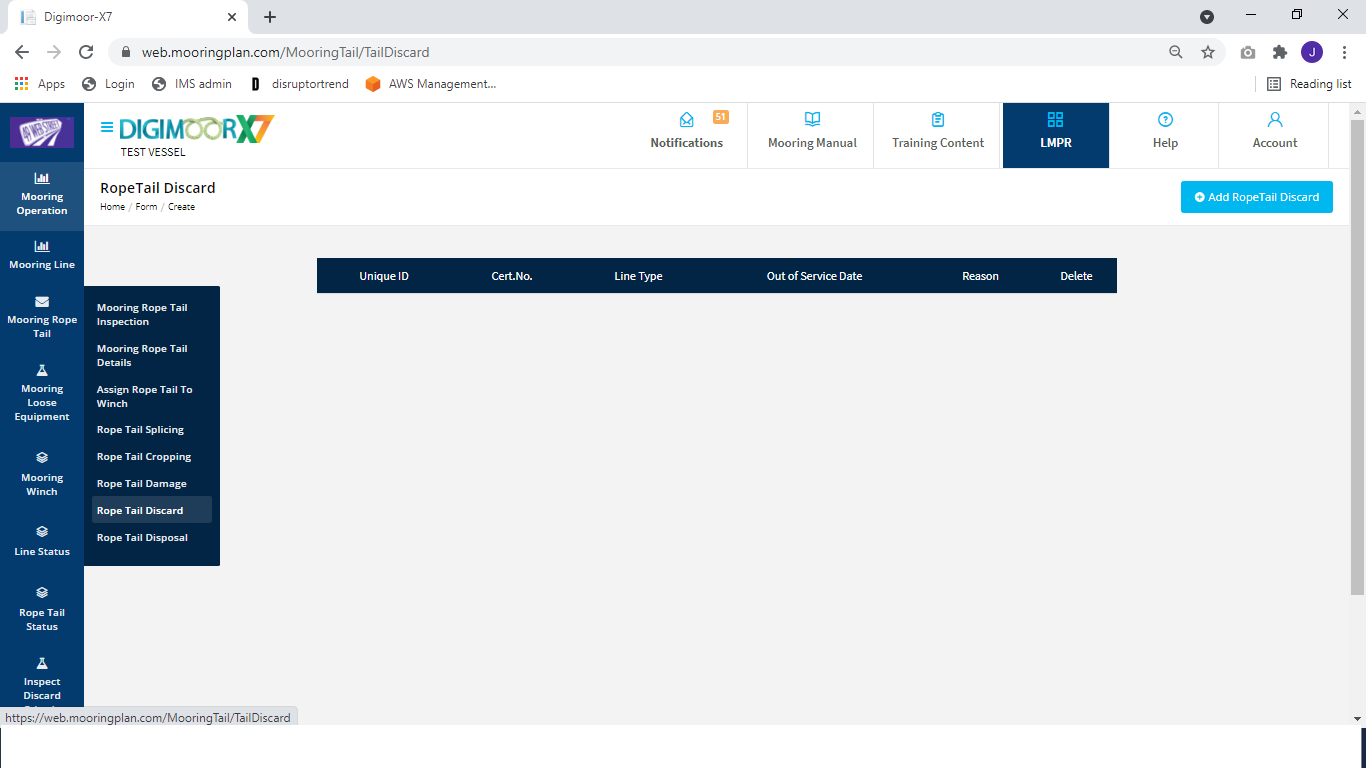 Digimoor-X7
web.mooringplan.com/MooringTail/TailDiscard
J
Apps
Login
IMS admin
D
disruptortrend
AWS Management...
Reading list
49 WEB STREET
DIGIMOORX7
TEST VESSEL
51
Notifications
Mooring Manual
Training Content
LMPR
Help
Account
Mooring
Operation
Mooring Line
Mooring Rope
Tail
Mooring
Loose
Equipment
Mooring
Winch
Line Status
Rope Tail
Status
Inspect
Discard
RopeTail Discard
Home / Form / Create
Add RopeTail Discard
Unique ID
Cert.No.
Line Type
Out of Service Date
Reason
Delete
Mooring Rope Tail
Inspection
Mooring Rope Tail
Details
Assign Rope Tail To
Winch
Rope Tail Splicing
Rope Tail Cropping
Rope Tail Damage
Rope Tail Discard
Rope Tail Disposal
https://web.mooringplan.com/MooringTail/TailDiscard